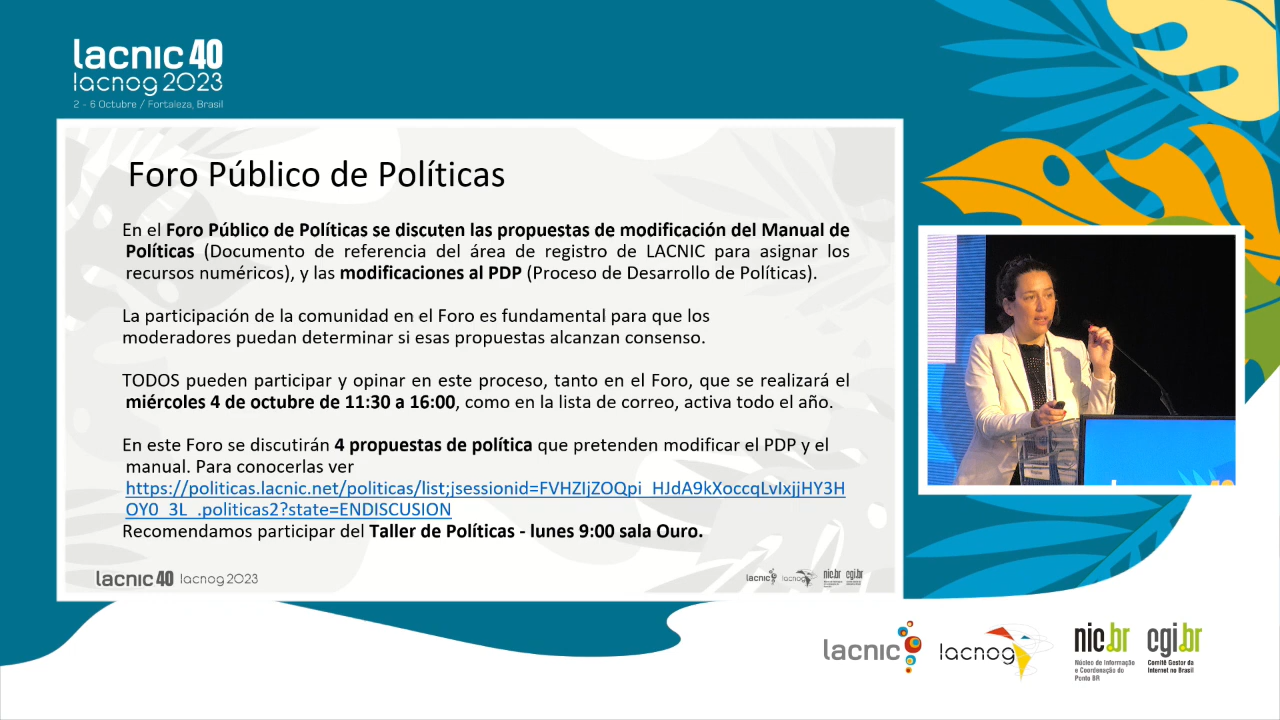 lacnic 40
lacnog 2023
2 - 6 Octubre / Fortaleza, Brasil
Foro Público de Políticas
En el Foro Público de Políticas se discuten las propuestas de modificación del Manual de
Políticas (Documento de referencia del área de registro de LACNIC para asignar los
recursos numéricos), y las modificaciones al PDP (Proceso de Desarrollo de Políticas).
La participación de la comunidad en el Foro es fundamental para que los
moderadores puedan determinar si esas propuestas alcanzan consenso.
TODOS pueden participar y opinar en este proceso, tanto en el Foro, que se realizará el
miércoles 4 de octubre de 11:30 a 16:00, como en la lista de correo, activa todo el año.
En este Foro se discutirán 4 propuestas de política que pretenden modificar el PDP y el
manual. Para conocerlas ver
https://politicas.lacnic.net/politicas/list;jsessionid=FVHZIjZOQpi_HJdA9kXoccqLvIxjjHY3H
OY0_3L_.politicas2?state=ENDISCUSION
Recomendamos participar del Taller de Políticas - lunes 9:00 sala Ouro.
lacnic 40 lacnog 2023
lacnic lacnog nic.br cgi.br
lacnic lacnog nic.br cgi.br
Núcleo de Informação
e Coordenação do
Ponto BR
Comitê Gestor da
Internet no Brasil